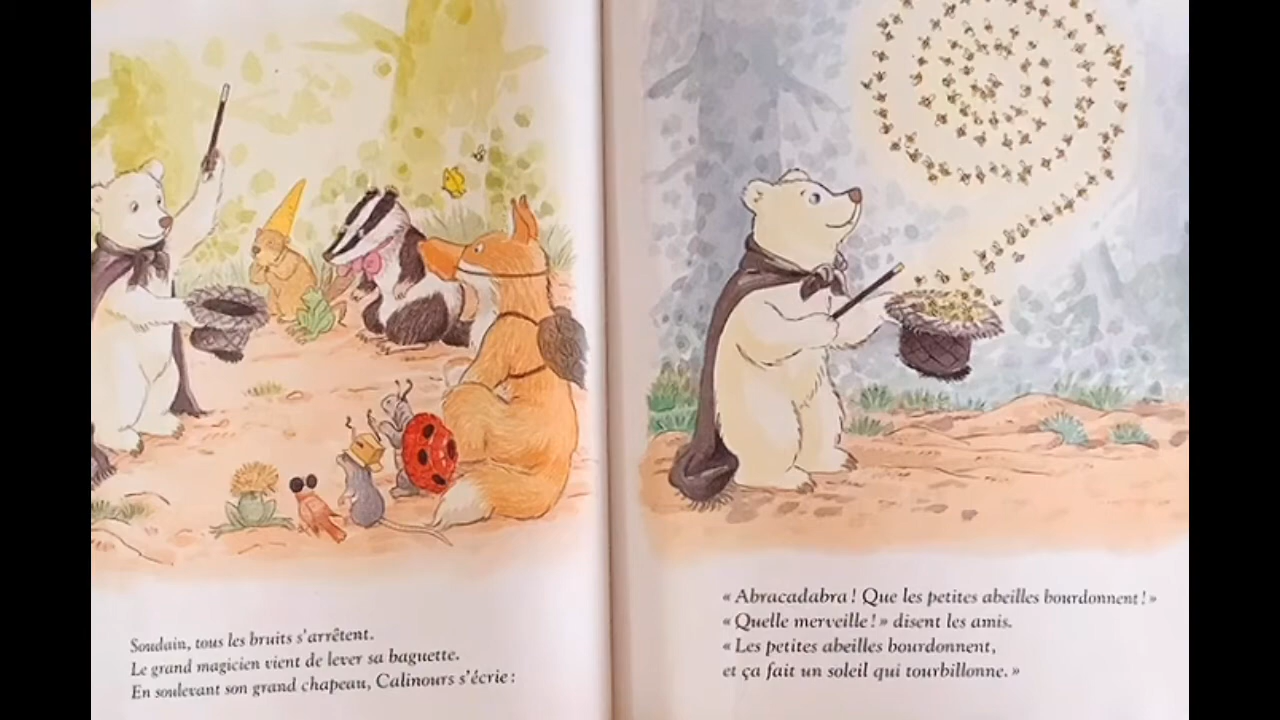 Soudain, tous les bruits s'arrêtent.
Le grand magicien vient de lever sa baguette.
En soulevant son grand chapeau, Calinours s'écrie :
« Abracadabra ! Que les petites abeilles bourdonnent ! »
« Quelle merveille ! » disent les amis.
« Les petites abeilles bourdonnent,
et ça fait un soleil qui tourbillonne. »